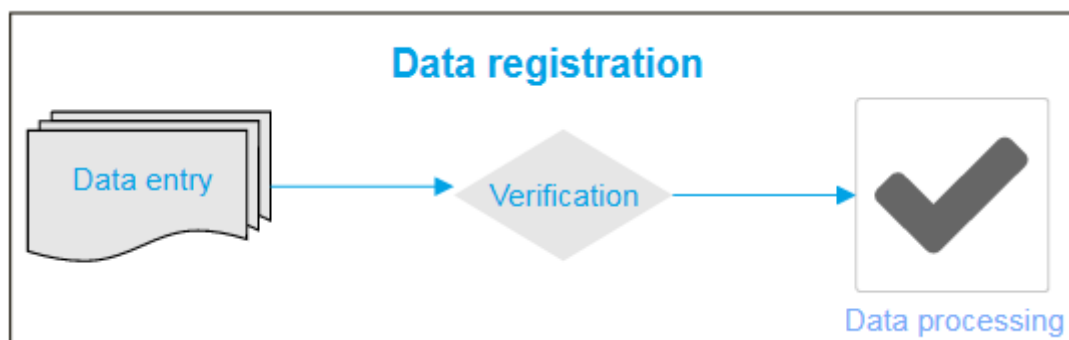 Data registration
Data entry
Verification
Data processing